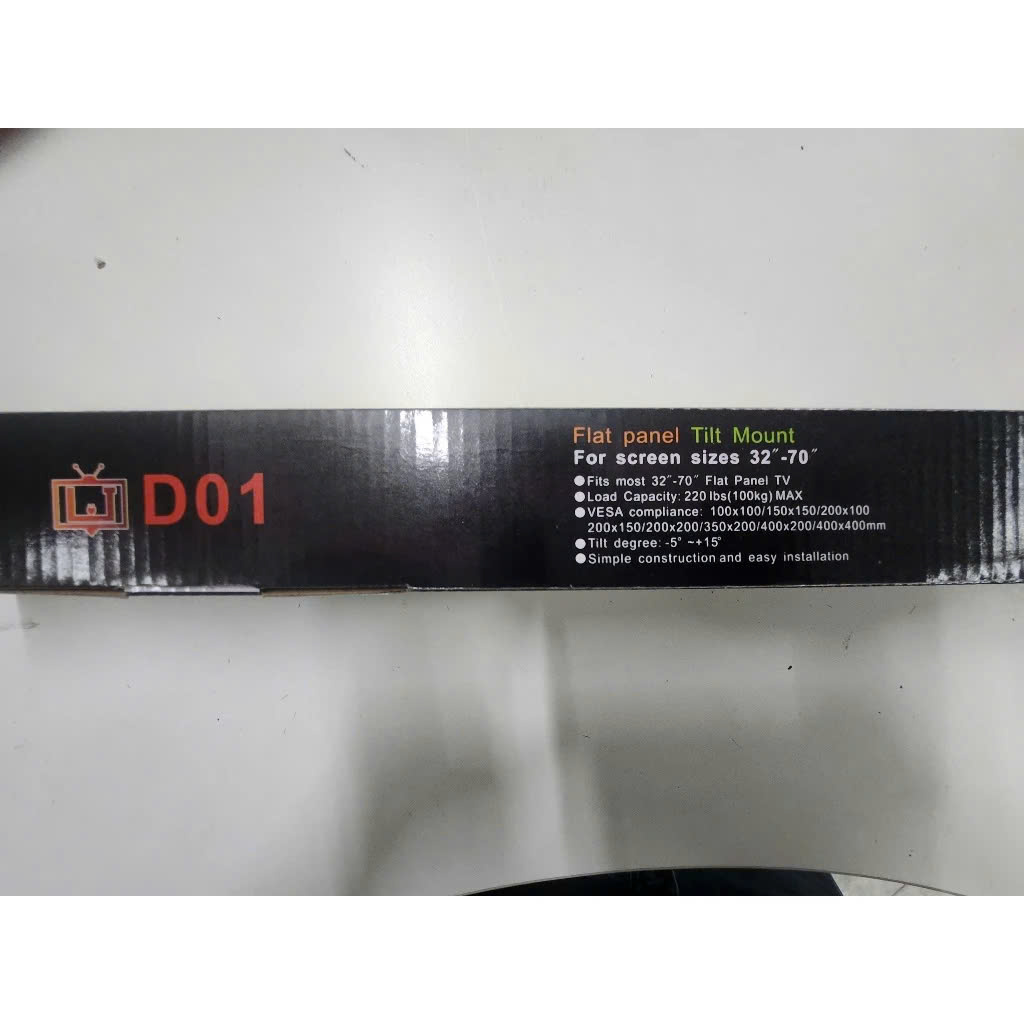 D01
Flat panel Tilt Mount
For screen sizes 32″-70″
●Fits most 32″-70″ Flat Panel TV
●Load Capacity: 220 lbs(100kg) MAX
●VESA compliance: 100x100/150x150/200x100
200x150/200x200/350x200/400x200/400x400mm
●Tilt degree: -5° ~+15°
●Simple construction and easy installation